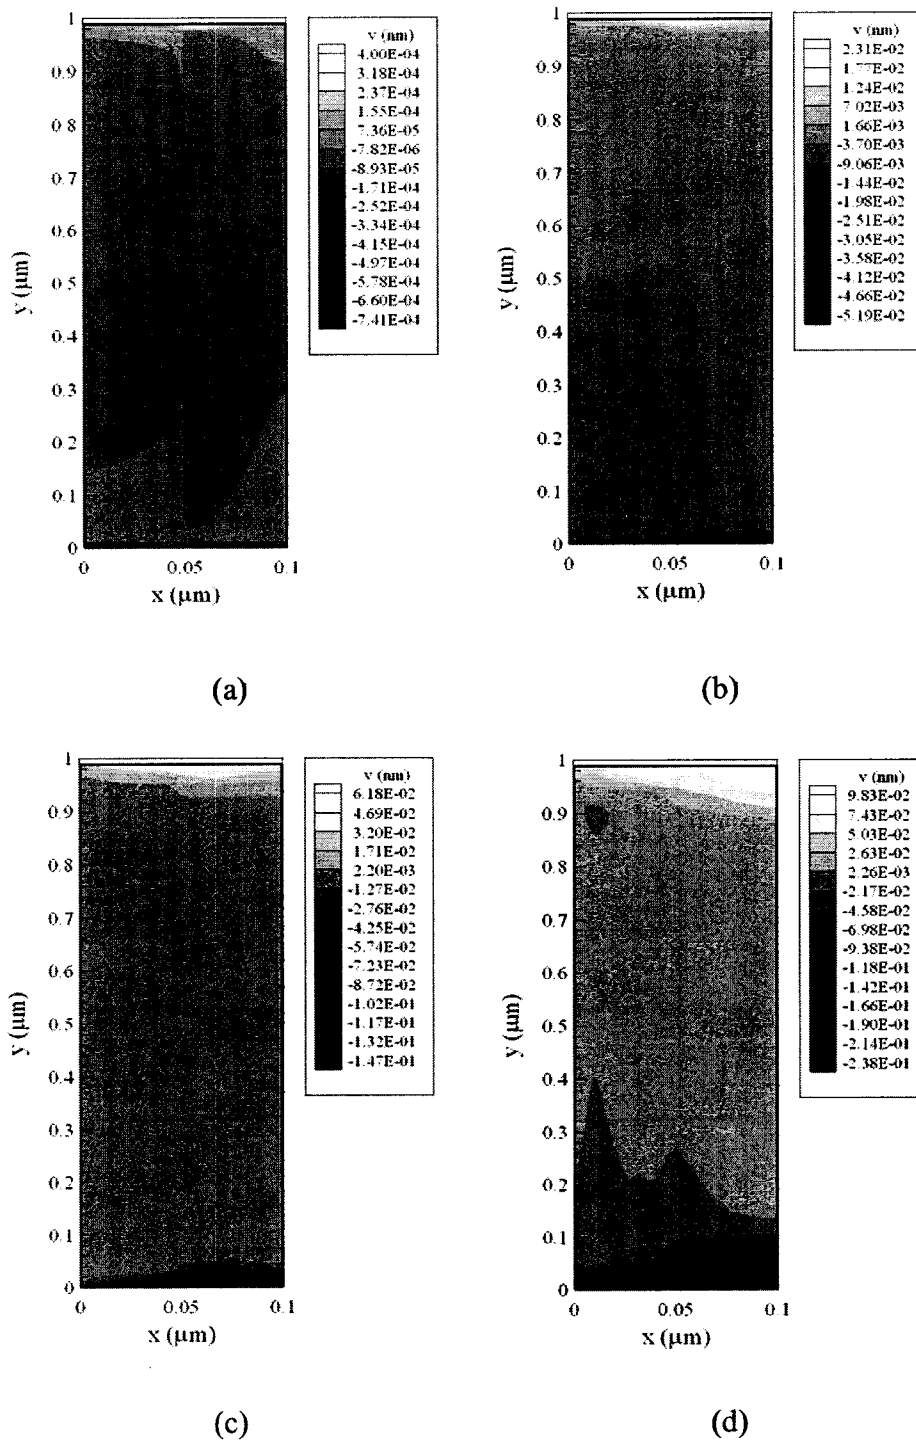 v (nm)
4.00E-04
3.18E-04
2.37E-04
1.55E-04
7.36E-05
-7.82E-06
-8.93E-05
-1.71E-04
-2.52E-04
-3.34E-04
-4.15E-04
-4.97E-04
-5.78E-04
-6.60E-04
-7.41E-04
1
0.9
0.8
0.7
0.6
0.5
0.4
0.3
0.2
0.1
0
y (μm)
0 0.05 0.1
x (μm)
(a)
v (nm)
2.31E-02
1.77E-02
1.24E-02
7.02E-03
1.66E-03
-3.70E-03
-9.06E-03
-1.44E-02
-1.98E-02
-2.51E-02
-3.05E-02
-3.58E-02
-4.12E-02
-4.66E-02
-5.19E-02
1
0.9
0.8
0.7
0.6
0.5
0.4
0.3
0.2
0.1
0
y (μm)
0 0.05 0.1
x (μm)
(b)
v (nm)
6.18E-02
4.69E-02
3.20E-02
1.71E-02
2.20E-03
-1.27E-02
-2.76E-02
-4.25E-02
-5.74E-02
-7.23E-02
-8.72E-02
-1.02E-01
-1.17E-01
-1.32E-01
-1.47E-01
1
0.9
0.8
0.7
0.6
0.5
0.4
0.3
0.2
0.1
0
y (μm)
0 0.05 0.1
x (μm)
(c)
v (nm)
9.83E-02
7.43E-02
5.03E-02
2.63E-02
2.26E-03
-2.17E-02
-4.58E-02
-6.98E-02
-9.38E-02
-1.18E-01
-1.42E-01
-1.66E-01
-1.90E-01
-2.14E-01
-2.38E-01
1
0.9
0.8
0.7
0.6
0.5
0.4
0.3
0.2
0.1
0
y (μm)
0 0.05 0.1
x (μm)
(d)